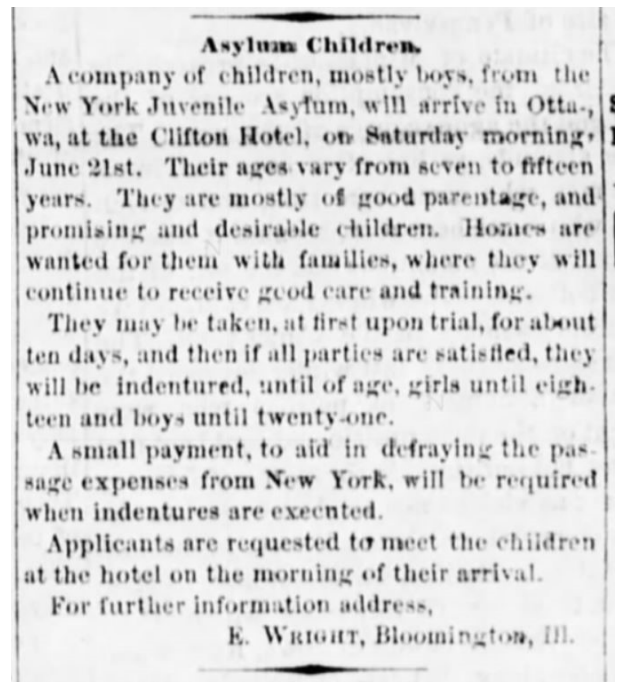 Asylum Children.
A company of children, mostly boys, from the
New York Juvenile Asylum, will arrive in Otta-
wa, at the Clifton Hotel, on Saturday morning,
June 21st. Their ages vary from seven to fifteen
years. They are mostly of good parentage, and
promising and desirable children. Homes are
wanted for them with families, where they will
continue to receive good care and training.
They may be taken, at first upon trial, for about
ten days, and then if all parties are satisfied, they
will be indentured, until of age, girls until eigh-
teen and boys until twenty-one.
A small payment, to aid in defraying the pas-
sage expenses from New York, will be required
when indentures are executed.
Applicants are requested to meet the children
at the hotel on the morning of their arrival.
For further information address,
E. WRIGHT, Bloomington, Ill.